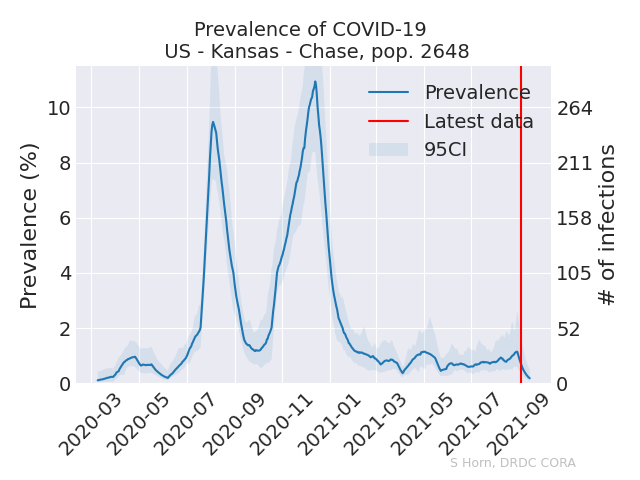 Prevalence of COVID-19
US - Kansas - Chase, pop. 2648
Prevalence
Latest data
95CI
Prevalence (%)
10
8
6
4
2
0
264
211
158
105
52
0
# of infections
2020-03
2020-05
2020-07
2020-09
2020-11
2021-01
2021-03
2021-05
2021-07
2021-09
S Horn, DRDC CORA